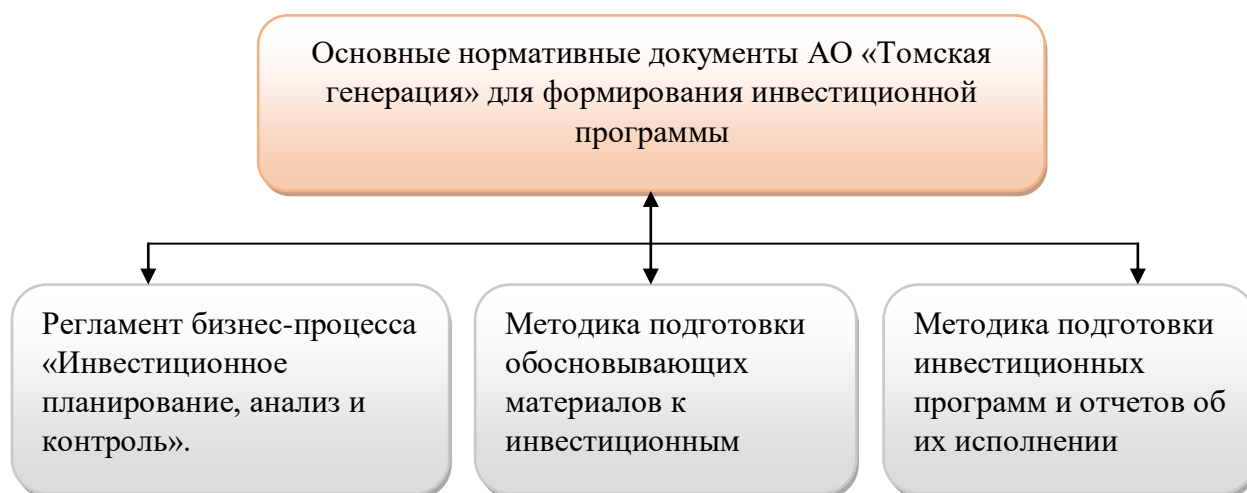 Основные нормативные документы АО «Томская
генерация» для формирования инвестиционной
программы
Регламент бизнес-процесса
«Инвестиционное
планирование, анализ и
контроль».
Методика подготовки
обосновывающих
материалов к
инвестиционным
Методика подготовки
инвестиционных
программ и отчетов об
их исполнении